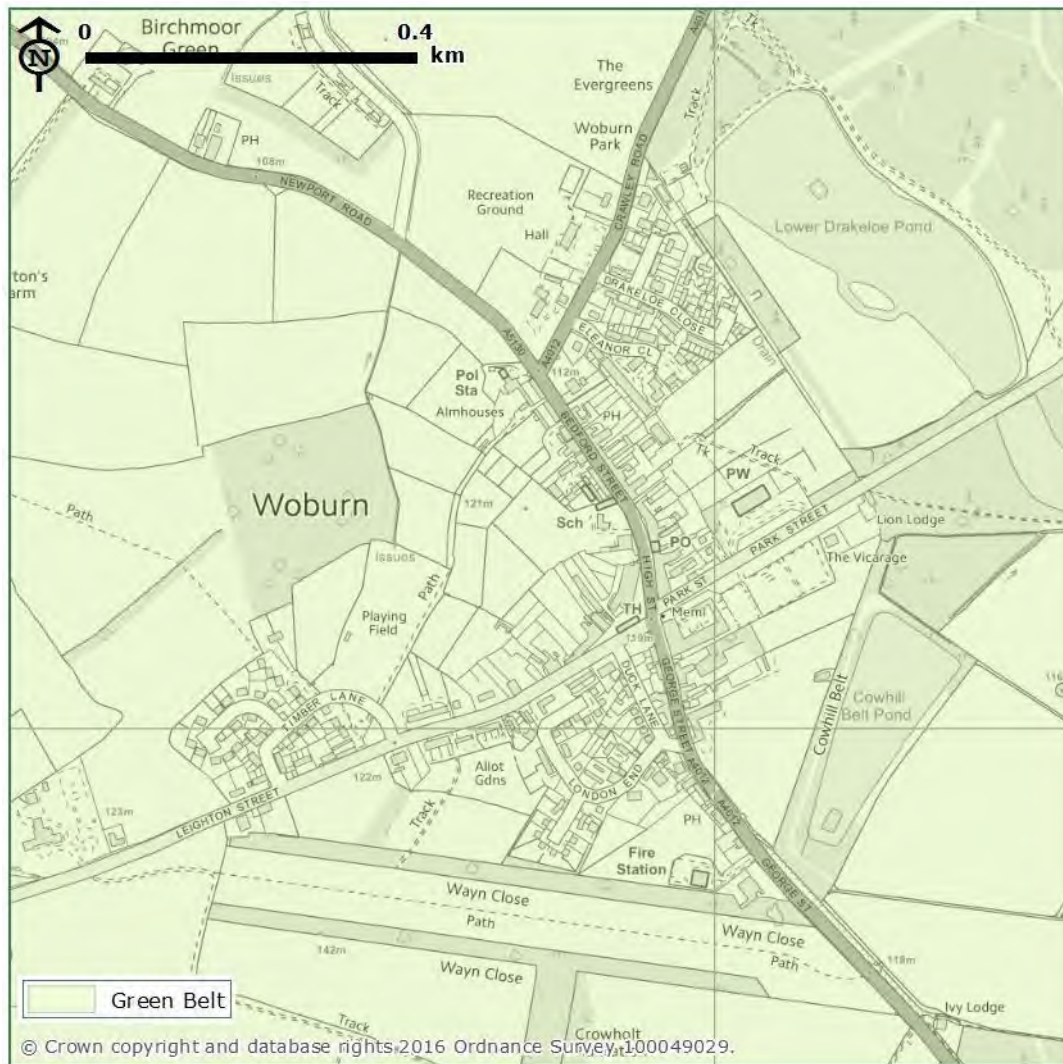 N
0 0.4
km
Birchmoor
Green
Issues
Track
PH
108m
NEWPORT ROAD
The
Evergreens
Woburn
Park
Track
Tk
CRAWLEY ROAD
Recreation
Ground
Hall
Lower Drakeloe Pond
DRAKELOE CLOSE
ELEANOR CL
Drain
A5130
A4012
112m
Pol
Sta
Almhouses
PH
BEDFORD STREET
Tk
Track
PW
Woburn
Path
121m
Sch
PO
PARK STREET
Lion Lodge
The Vicarage
HIGH ST
PARK ST
Issues
Path
Playing
Field
TH
Meml
119m
GEORGE STREET
DUCK LANE
TIMBER LANE
Cowhill Belt
Cowhill
Belt Pond
LEIGHTON STREET
122m
123m
Allot
Gdns
Track
LONDON END
A4012
A4012
PH
Fire
Station
GEORGE ST
Wayn Close
Path
Wayn Close
Path
142m
Wayn Close
118m
Ivy Lodge
Green Belt
Track
Crowholt
© Crown copyright and database rights 2016 Ordnance Survey 100049029.